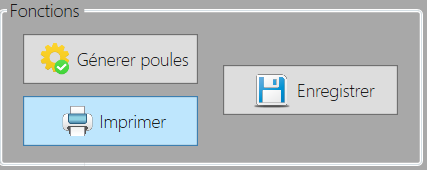 Fonctions
Génerer poules
Enregistrer
Imprimer